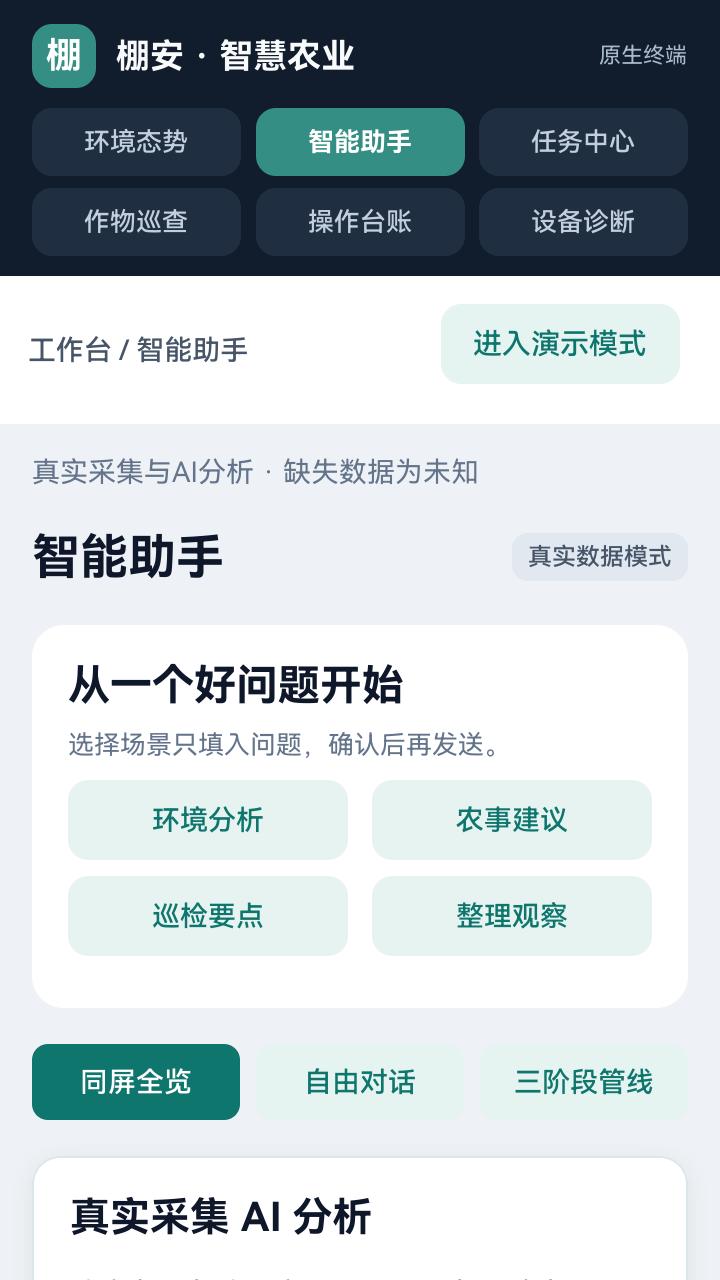 棚 棚安 · 智慧农业 原生终端
环境态势 智能助手 任务中心
作物巡查 操作台账 设备诊断
工作台 / 智能助手 进入演示模式
真实采集与AI分析 · 缺失数据为未知
智能助手 真实数据模式
从一个好问题开始
选择场景只填入问题，确认后再发送。
环境分析 农事建议
巡检要点 整理观察
同屏全览 自由对话 三阶段管线
真实采集 AI 分析